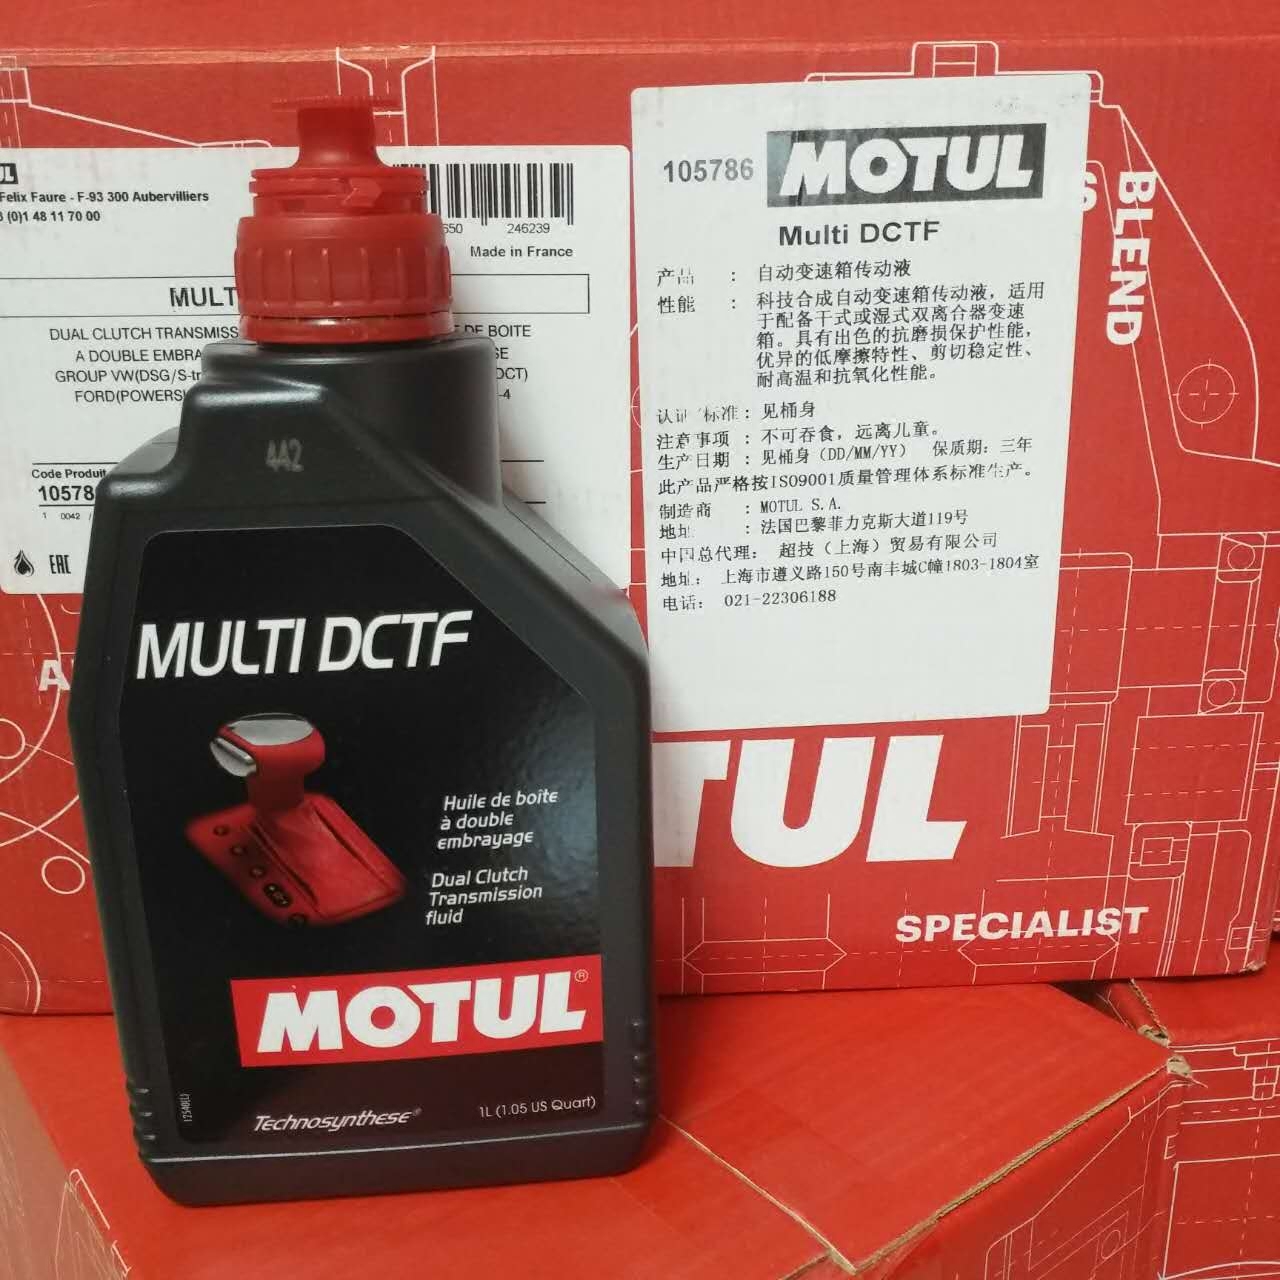 Felix Faure - F-93 300 Aubervilliers
(0)1 48 11 70 00
246239
Made in France
MULT
DUAL CLUTCH TRANSMISS
DE BOITE
A DOUBLE EMBRA
GROUP VW(DSG/S-tr
DCT)
FORD(POWERS
-4
Code Produit
10578
1 0042 /
EAC
4A2
MULTI DCTF
Huile de boîte
à double
embrayage
Dual Clutch
Transmission
fluid
MOTUL®
Technosynthese®
1L (1.05 US Quart)
105786 MOTUL
Multi DCTF
产品 : 自动变速箱传动液
性能 : 科技合成自动变速箱传动液，适用
于配备干式或湿式双离合器变速
箱。具有出色的抗磨损保护性能，
优异的低摩擦特性、剪切稳定性、
耐高温和抗氧化性能。
认证/标准: 见桶身
注意事项 : 不可吞食，远离儿童。
生产日期 : 见桶身（DD/MM/YY） 保质期: 三年
此产品严格按ISO9001质量管理体系标准生产。
制造商 : MOTUL S.A.
地址 : 法国巴黎菲力克斯大道119号
中国总代理: 超技（上海）贸易有限公司
地址: 上海市遵义路150号南丰城C幢1803-1804室
电话: 021-22306188
BLEND
TUL
SPECIALIST